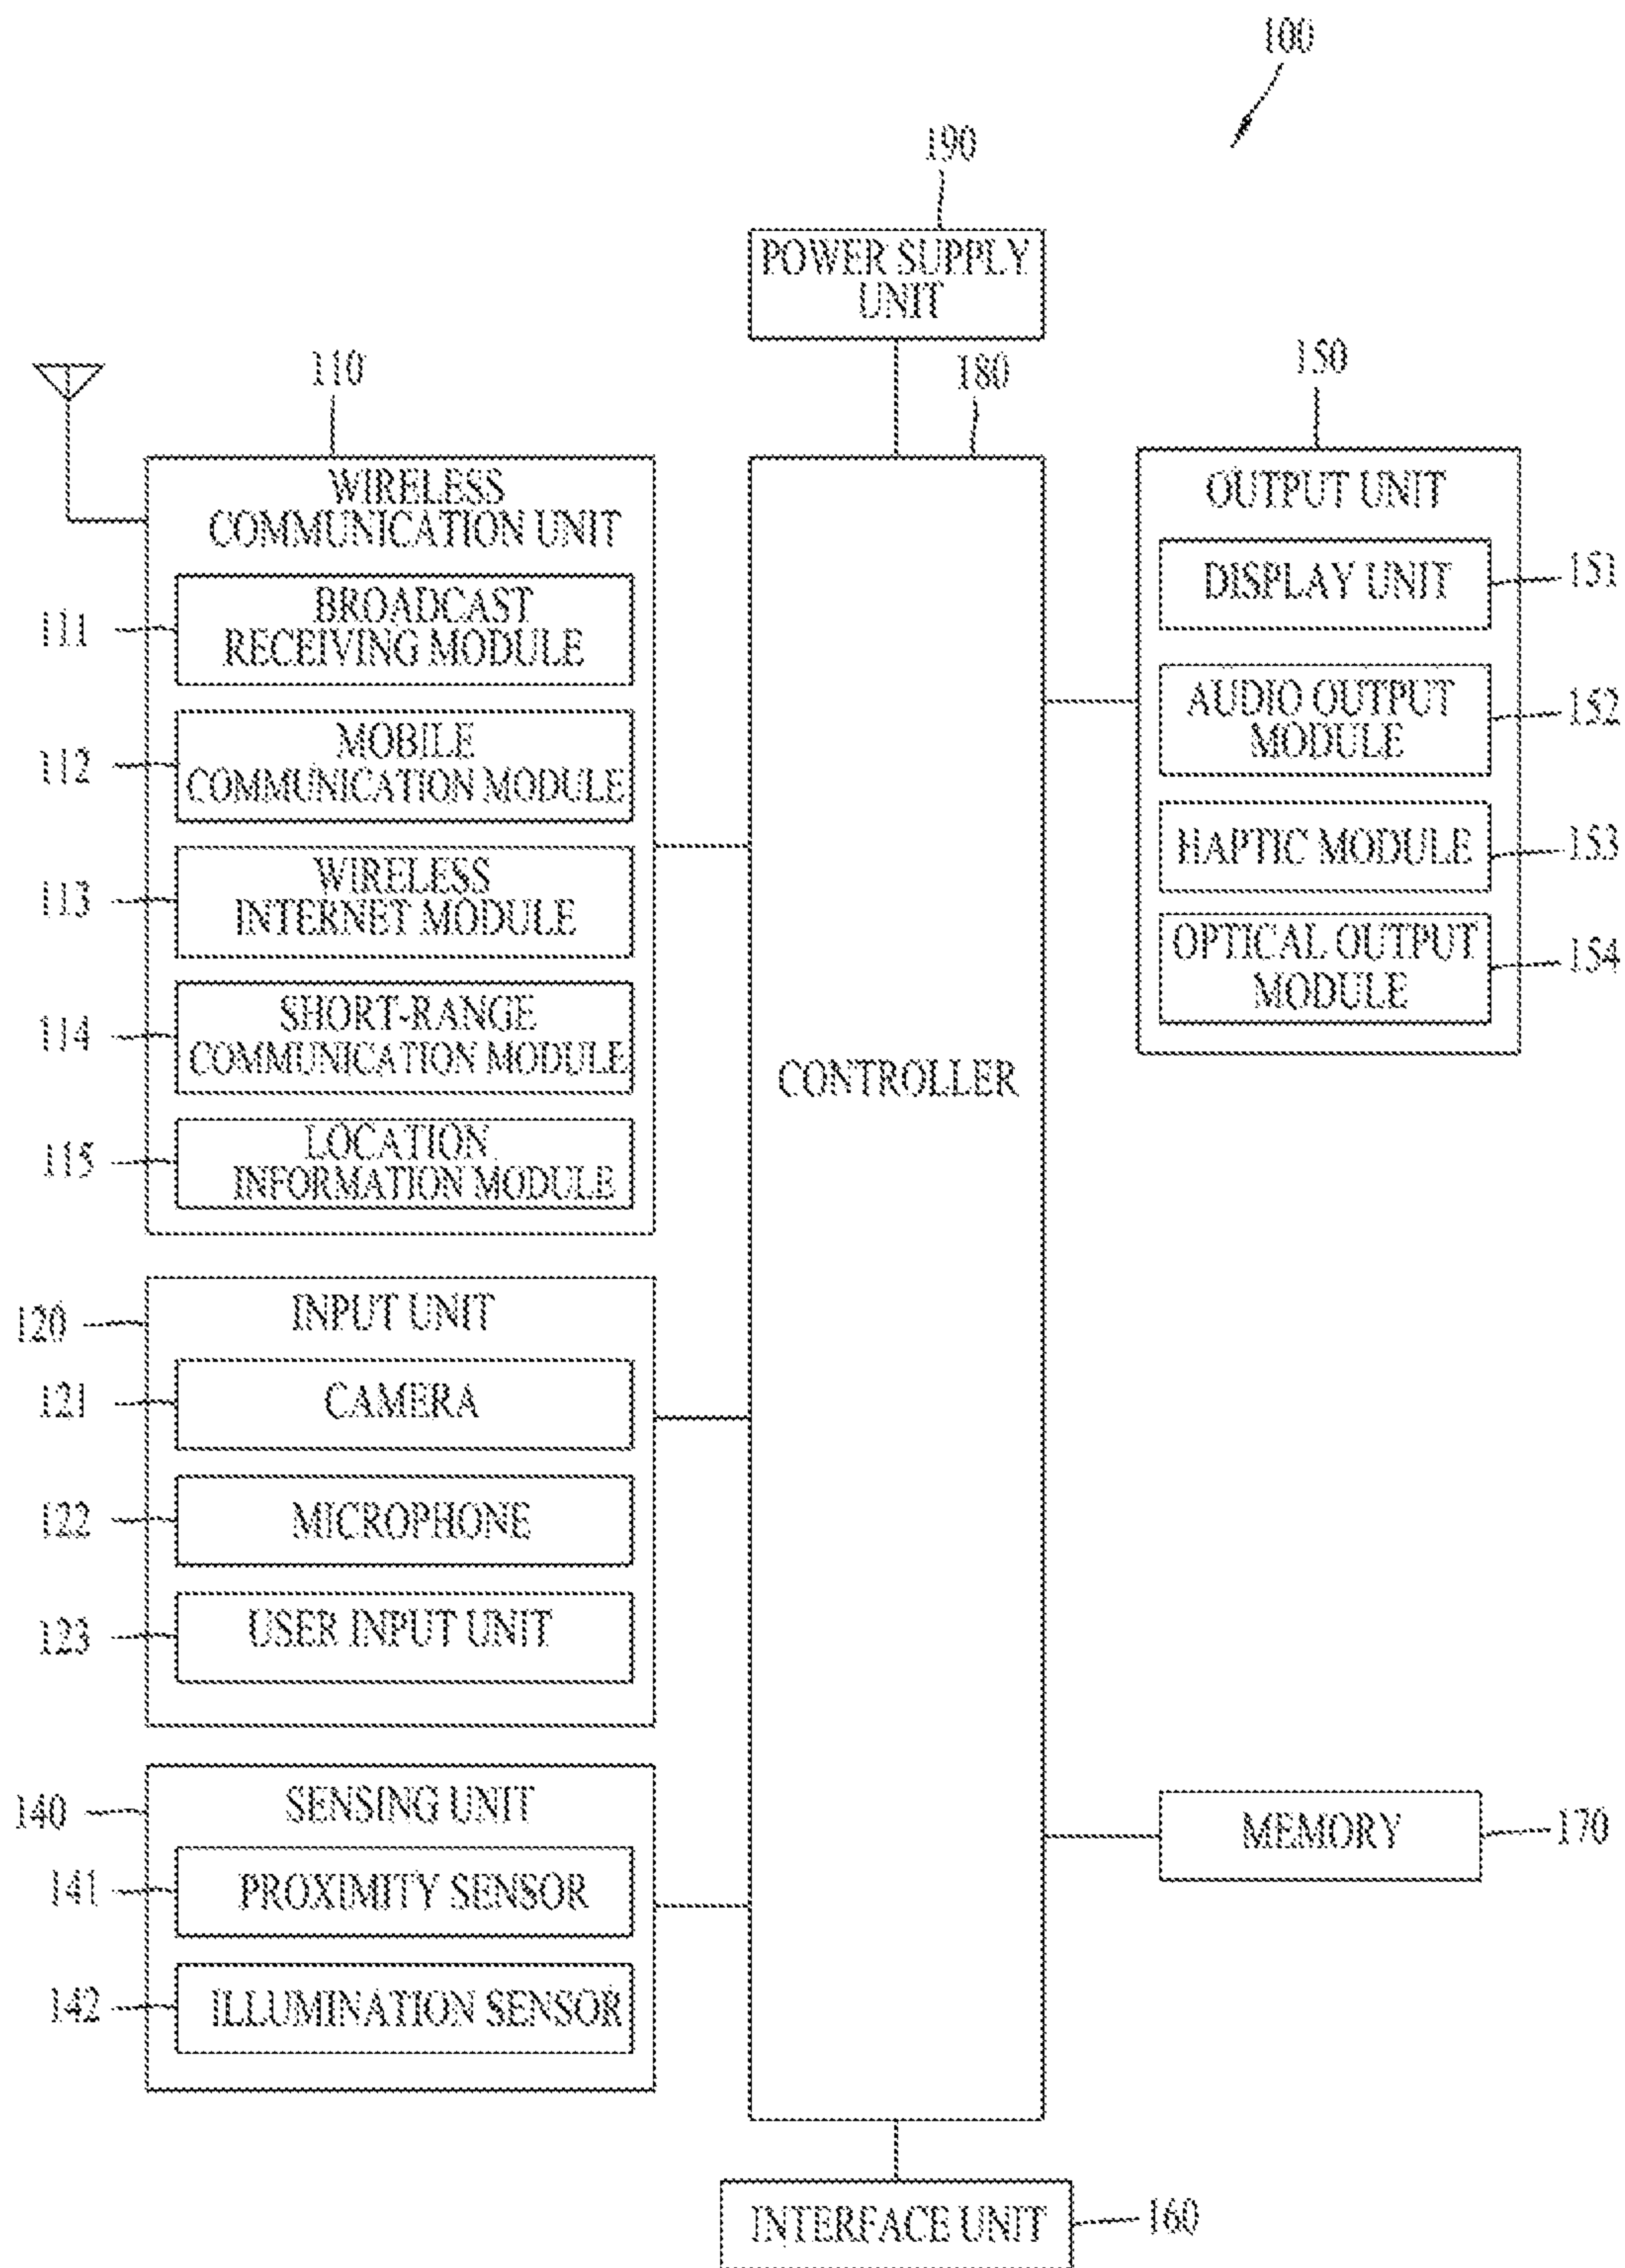 100
190
POWER SUPPLY
UNIT
110
180
150
WIRELESS
COMMUNICATION UNIT
111
BROADCAST
RECEIVING MODULE
112
MOBILE
COMMUNICATION MODULE
113
WIRELESS
INTERNET MODULE
114
SHORT-RANGE
COMMUNICATION MODULE
115
LOCATION
INFORMATION MODULE
120
INPUT UNIT
121
CAMERA
122
MICROPHONE
123
USER INPUT UNIT
140
SENSING UNIT
141
PROXIMITY SENSOR
142
ILLUMINATION SENSOR
CONTROLLER
OUTPUT UNIT
DISPLAY UNIT
151
AUDIO OUTPUT
MODULE
152
HAPTIC MODULE
153
OPTICAL OUTPUT
MODULE
154
MEMORY
170
INTERFACE UNIT
160